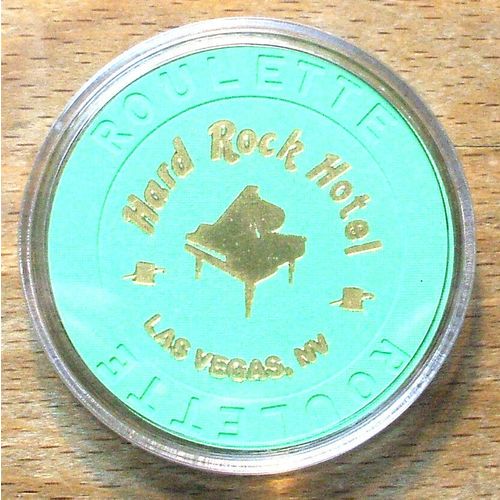 ROULETTE
Hard Rock Hotel
LAS VEGAS, NV
ROULETTE